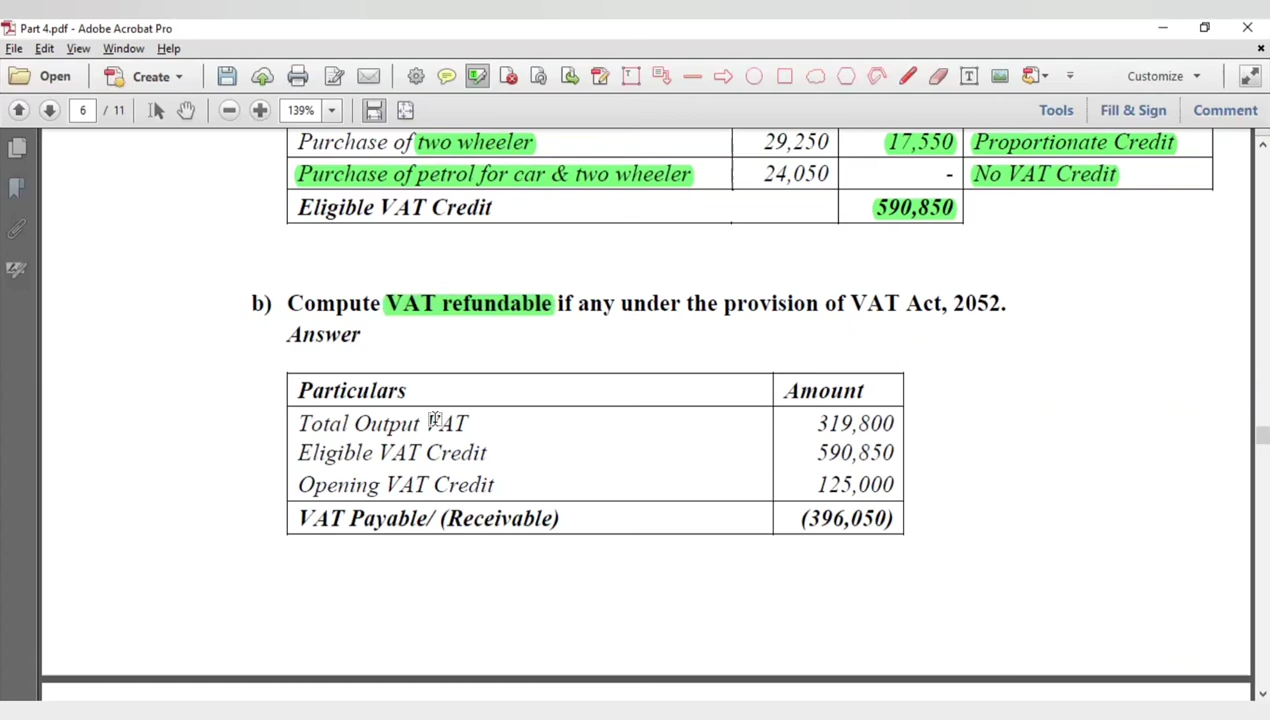 Part 4.pdf - Adobe Acrobat Pro
File Edit View Window Help
Open Create Customize
6 / 11 139% Tools Fill & Sign Comment
Purchase of two wheeler 29,250 17,550 Proportionate Credit
Purchase of petrol for car & two wheeler 24,050 - No VAT Credit
Eligible VAT Credit 590,850
b) Compute VAT refundable if any under the provision of VAT Act, 2052.
Answer
Particulars Amount
Total Output VAT 319,800
Eligible VAT Credit 590,850
Opening VAT Credit 125,000
VAT Payable/ (Receivable) (396,050)